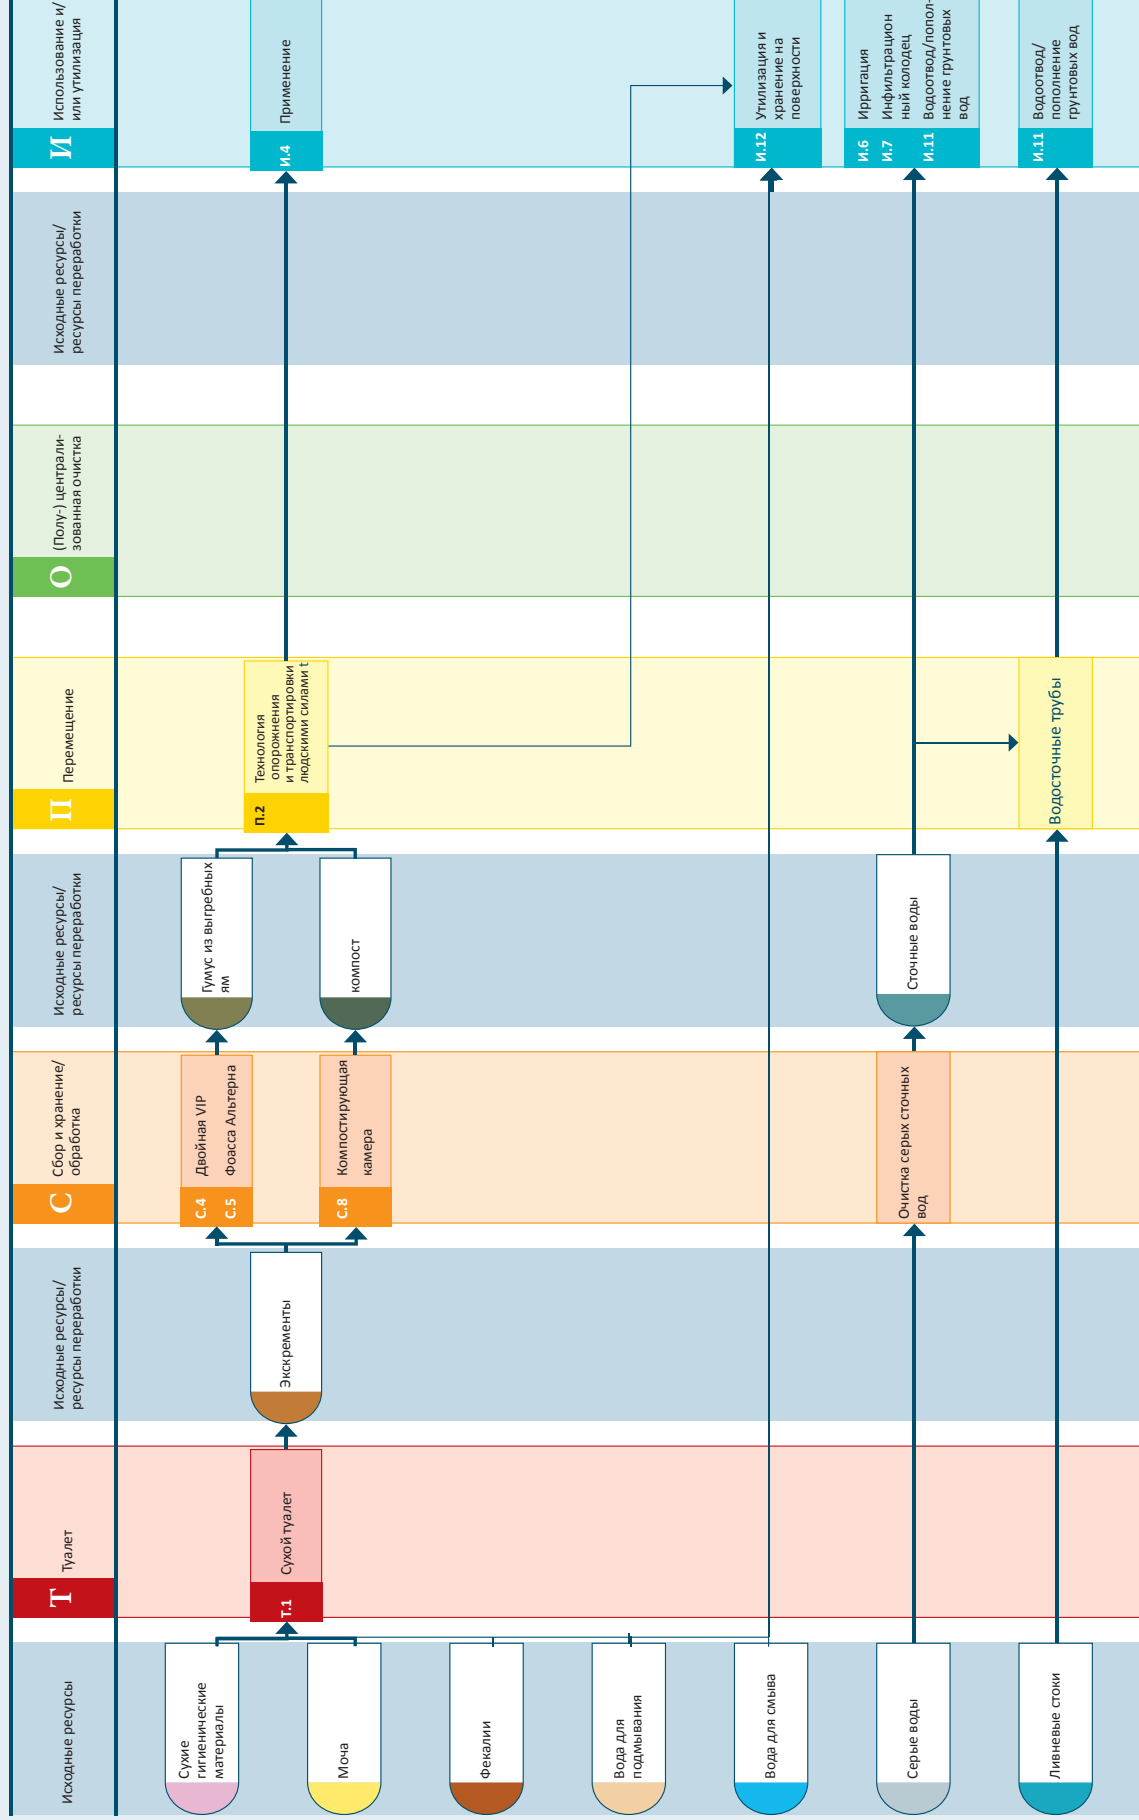 Исходные ресурсы
Т
Туалет
Исходные ресурсы/
ресурсы переработки
С
Сбор и хранение/
обработка
Исходные ресурсы/
ресурсы переработки
П
Перемещение
О
(Полу-) централи-
зованная очистка
Исходные ресурсы/
ресурсы переработки
И
Использование и/
или утилизация
Сухие
гигиенические
материалы
Моча
Фекалии
Вода для
подмывания
Вода для смыва
Серые воды
Ливневые стоки
Т.1
Сухой туалет
Экскременты
С.4
Двойная VIP
С.5
Фоасса Альтерна
С.8
Компостирующая
камера
Очистка серых сточных
вод
Гумус из выгребных
ям
компост
Сточные воды
П.2
Технология
опорожнения
и транспортировки
людскими силами t
Водосточные трубы
И.4
Применение
И.12
Утилизация и
хранение на
поверхности
И.6
Ирригация
И.7
Инфильтрацион
ный колодец
И.11
Водоотвод/попол-
нение грунтовых
вод
И.11
Водоотвод/
пополнение
грунтовых вод